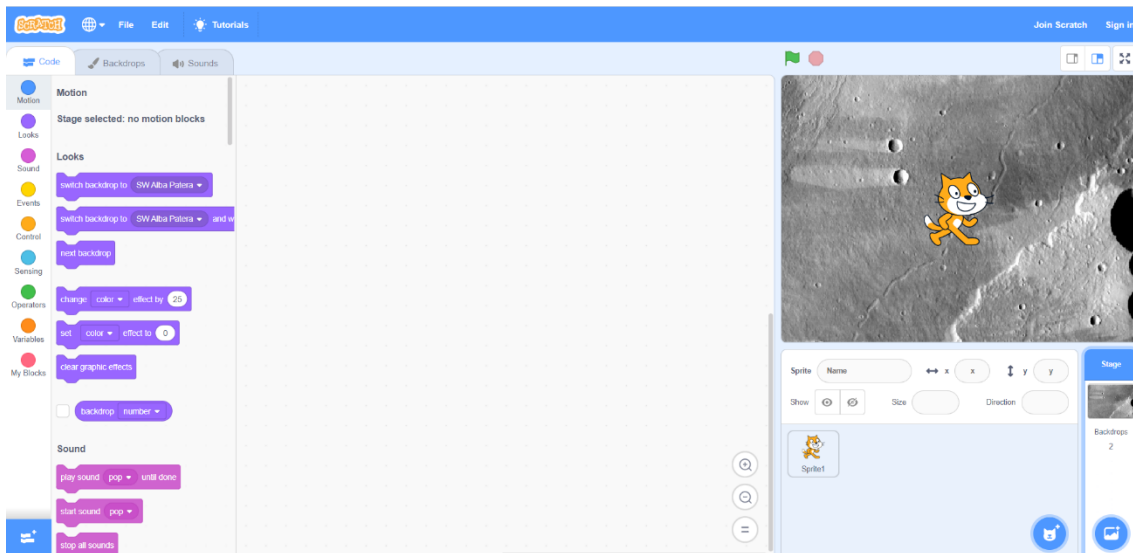 SCRATCH File Edit Tutorials Join Scratch Sign in
Code Backdrops Sounds
Motion
Looks
Sound
Events
Control
Sensing
Operators
Variables
My Blocks
Motion
Stage selected: no motion blocks
Looks
switch backdrop to SW Alba Patera
switch backdrop to SW Alba Patera and w
next backdrop
change color effect by 25
set color effect to 0
clear graphic effects
backdrop number
Sound
play sound pop until done
start sound pop
stop all sounds
Sprite Name x x y y
Show Size Direction
Sprite1
Stage
Backdrops
2